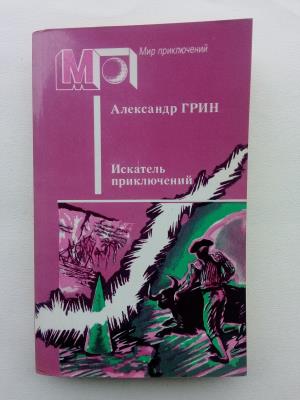 МП
Мир приключений
Александр ГРИН
Искатель
приключений